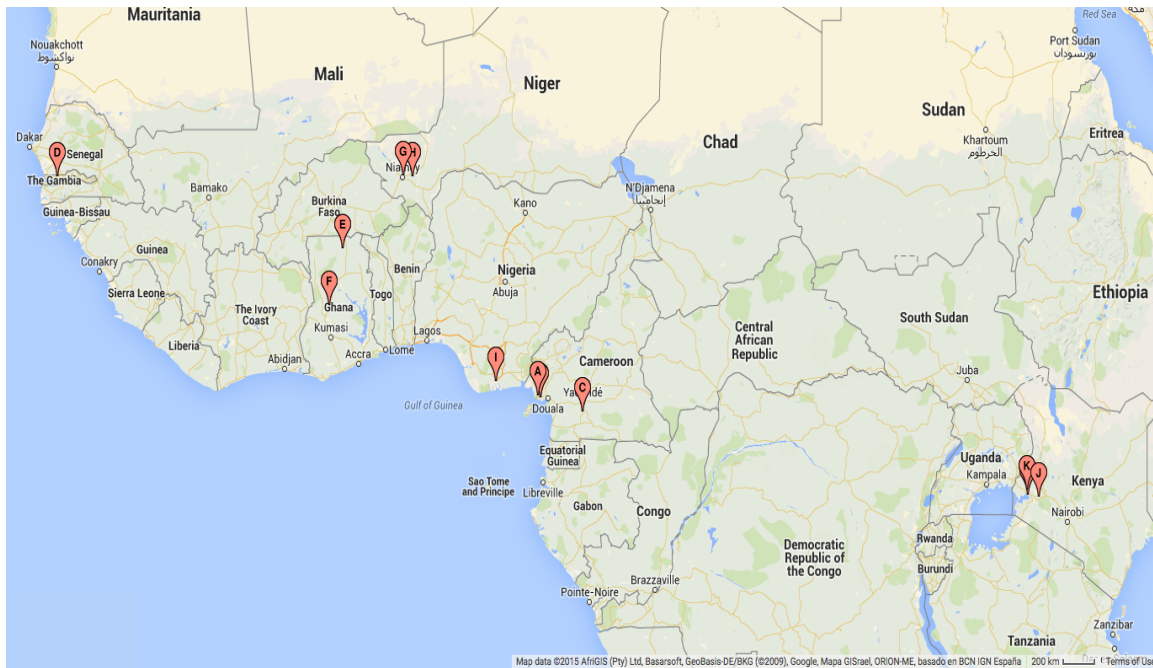 Mauritania
Red Sea
مكة
Nouakchott
نواكشوط
Port Sudan
بورتسودان
Mali
Niger
Sudan
Chad
Eritrea
Khartoum
الخرطوم
Dakar
D
Senegal
G
H
The Gambia
Bamako
N'Djamena
إنجامينا
Guinea-Bissau
Burkina
Faso
E
Kano
Guinea
Benin
Nigeria
Abuja
Conakry
Sierra Leone
F
Ghana
Togo
Ethiopia
The Ivory
Coast
Kumasi
South Sudan
Liberia
Lagos
Central
African
Republic
Abidjan
Accra
Lome
I
Cameroon
A
C
Juba
Gulf of Guinea
Douala
Equatorial
Guinea
Uganda
Kampala
K
J
Kenya
Sao Tome
and Principe
Libreville
Gabon
Congo
Nairobi
Rwanda
Democratic
Republic of
the Congo
Burundi
Brazzaville
Pointe-Noire
Zanzibar
Tanzania
Map data ©2015 AfriGIS (Pty) Ltd, Basarsoft, GeoBasis-DE/BKG (©2009), Google, Mapa GISrael, ORION-ME, basado en BCN IGN España
200 km
Terms of Use